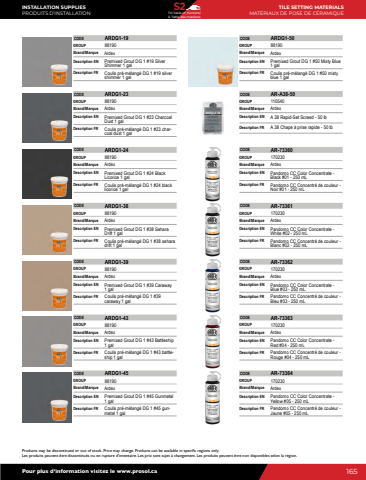 INSTALLATION SUPPLIES
PRODUITS D'INSTALLATION
S2
TILE SETTING MATERIALS
MATÉRIAUX DE POSE DE CÉRAMIQUE
CODE ARDG1-19
GROUP 88190
Brand/Marque Ardex
Description EN Premixed Grout DG 1 #19 Silver
Shimmer 1 gal
Description FR Coulis pré-mélangé DG 1 #19 silver
shimmer 1 gal
CODE ARDG1-23
GROUP 88190
Brand/Marque Ardex
Description EN Premixed Grout DG 1 #23 Charcoal
Dust 1 gal
Description FR Coulis pré-mélangé DG 1 #23 char-
coal dust 1 gal
CODE ARDG1-24
GROUP 88190
Brand/Marque Ardex
Description EN Premixed Grout DG 1 #24 Black
Licorice 1 gal
Description FR Coulis pré-mélangé DG 1 #24 black
licorice 1 gal
CODE ARDG1-38
GROUP 88190
Brand/Marque Ardex
Description EN Premixed Grout DG 1 #38 Sahara
Drift 1 gal
Description FR Coulis pré-mélangé DG 1 #38 sahara
drift 1 gal
CODE ARDG1-39
GROUP 88190
Brand/Marque Ardex
Description EN Premixed Grout DG 1 #39 Caraway
1 gal
Description FR Coulis pré-mélangé DG 1 #39
caraway 1 gal
CODE ARDG1-43
GROUP 88190
Brand/Marque Ardex
Description EN Premixed Grout DG 1 #43 Battleship
1 gal
Description FR Coulis pré-mélangé DG 1 #43 battle-
ship 1 gal
CODE ARDG1-45
GROUP 88190
Brand/Marque Ardex
Description EN Premixed Grout DG 1 #45 Gunmetal
1 gal
Description FR Coulis pré-mélangé DG 1 #45 gun-
metal 1 gal
CODE ARDG1-50
GROUP 88190
Brand/Marque Ardex
Description EN Premixed Grout DG 1 #50 Misty Blue
1 gal
Description FR Coulis pré-mélangé DG 1 #50 misty
blue 1 gal
CODE AR-A38-50
GROUP 110540
Brand/Marque Ardex
Description EN A 38 Rapid-Set Screed - 50 lb
Description FR A 38 Chape à prise rapide - 50 lb
CODE AR-73360
GROUP 170230
Brand/Marque Ardex
Description EN Pandomo CC Color Concentrate -
Black #01 - 250 mL
Description FR Pandomo CC Concentré de couleur -
Noir #01 - 250 mL
CODE AR-73361
GROUP 170230
Brand/Marque Ardex
Description EN Pandomo CC Color Concentrate -
White #02 - 250 mL
Description FR Pandomo CC Concentré de couleur -
Blanc #02 - 250 mL
CODE AR-73362
GROUP 170230
Brand/Marque Ardex
Description EN Pandomo CC Color Concentrate -
Blue #03 - 250 mL
Description FR Pandomo CC Concentré de couleur -
Bleu #03 - 250 mL
CODE AR-73363
GROUP 170230
Brand/Marque Ardex
Description EN Pandomo CC Color Concentrate -
Red #04 - 250 mL
Description FR Pandomo CC Concentré de couleur -
Rouge #04 - 250 mL
CODE AR-73364
GROUP 170230
Brand/Marque Ardex
Description EN Pandomo CC Color Concentrate -
Yellow #05 - 250 mL
Description FR Pandomo CC Concentré de couleur -
Jaune #05 - 250 mL
Products may be discontinued or out of stock. Price may change. Products can be available in specific regions only.
Les produits peuvent être discontinués ou en rupture d'inventaire. Les prix sont sujets à changement. Les produits peuvent être non disponibles selon la région.
Pour plus d'information visitez le www.prosol.ca
165